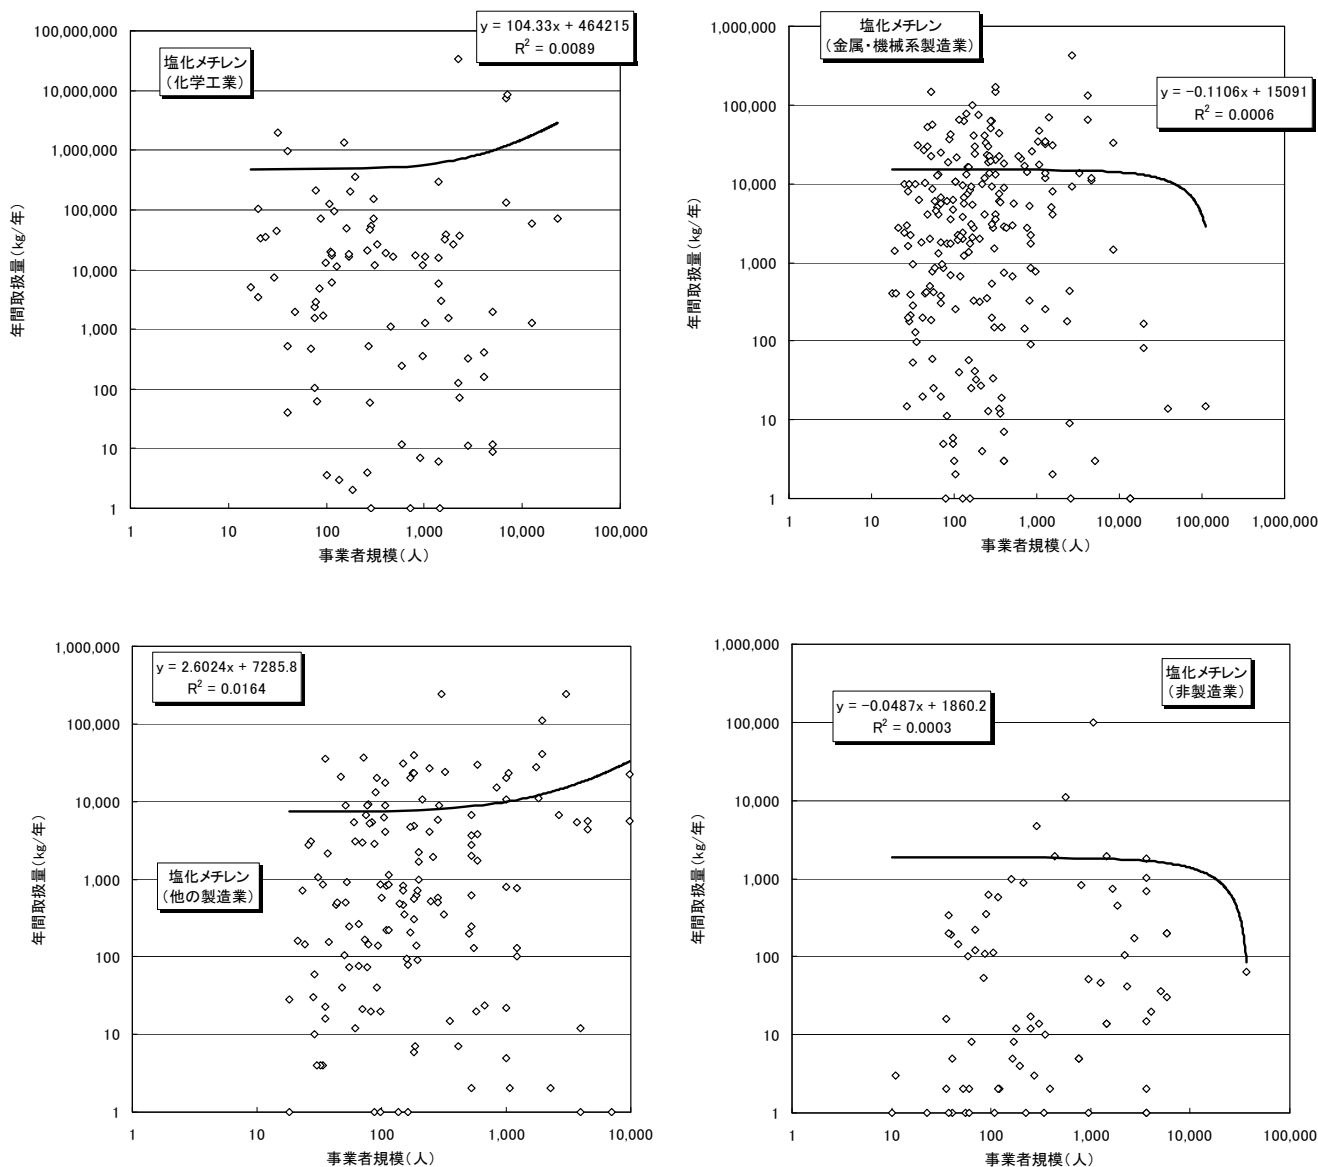 塩化メチレン
（化学工業）
y = 104.33x + 464215
R² = 0.0089
100,000,000
10,000,000
1,000,000
100,000
10,000
1,000
100
10
1
年間取扱量（kg/年）
1 10 100 1,000 10,000 100,000
事業者規模（人）
塩化メチレン
（金属・機械系製造業）
y = −0.1106x + 15091
R² = 0.0006
1,000,000
100,000
10,000
1,000
100
10
1
年間取扱量（kg/年）
1 10 100 1,000 10,000 100,000 1,000,000
事業者規模（人）
y = 2.6024x + 7285.8
R² = 0.0164
塩化メチレン
（他の製造業）
1,000,000
100,000
10,000
1,000
100
10
1
年間取扱量（kg/年）
1 10 100 1,000 10,000
事業者規模（人）
塩化メチレン
（非製造業）
y = −0.0487x + 1860.2
R² = 0.0003
1,000,000
100,000
10,000
1,000
100
10
1
年間取扱量（kg/年）
1 10 100 1,000 10,000 100,000
事業者規模（人）